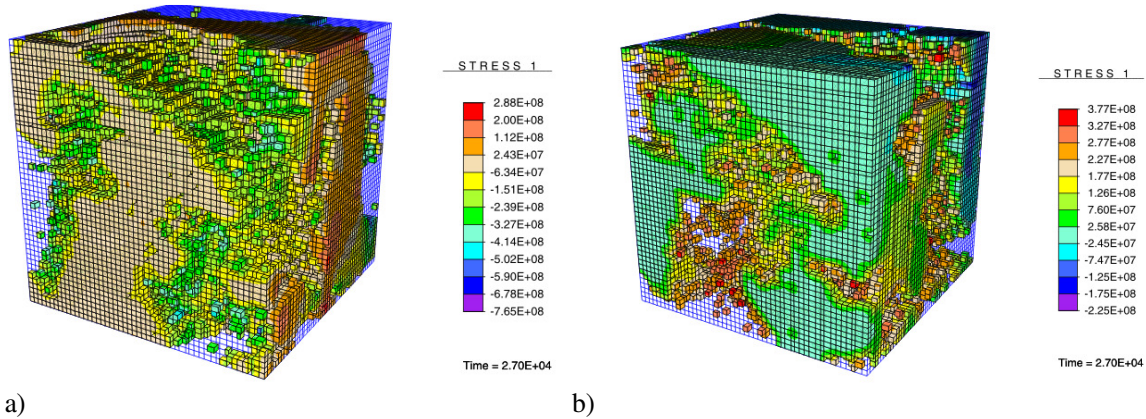 STRESS 1
2.88E+08
2.00E+08
1.12E+08
2.43E+07
-6.34E+07
-1.51E+08
-2.39E+08
-3.27E+08
-4.14E+08
-5.02E+08
-5.90E+08
-6.78E+08
-7.65E+08
Time = 2.70E+04
a)
STRESS 1
3.77E+08
3.27E+08
2.77E+08
2.27E+08
1.77E+08
1.26E+08
7.60E+07
2.58E+07
-2.45E+07
-7.47E+07
-1.25E+08
-1.75E+08
-2.25E+08
Time = 2.70E+04
b)